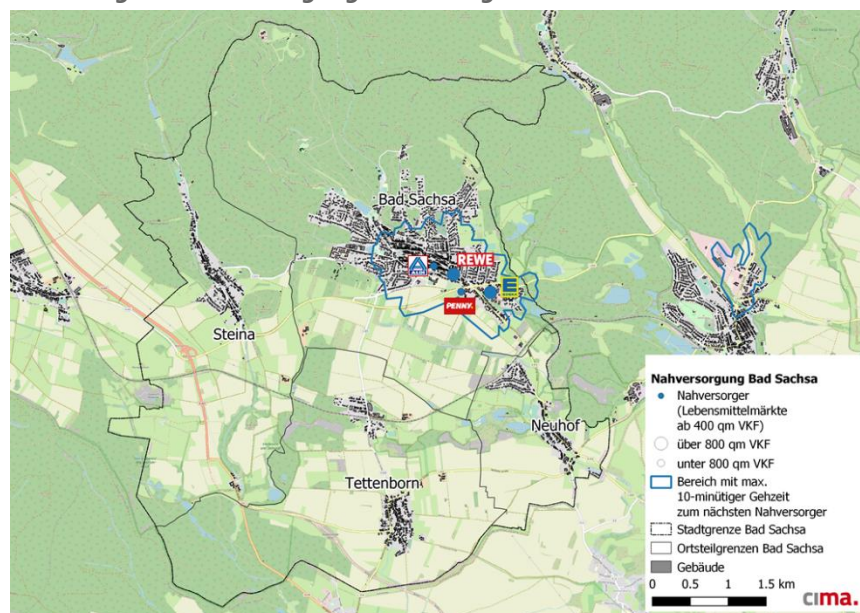 Bad Sachsa
REWE
E
PENNY.
Steina
Neuhof
Tettenborn
Nahversorgung Bad Sachsa
Nahversorger
(Lebensmittelmärkte
ab 400 qm VKF)
über 800 qm VKF
unter 800 qm VKF
Bereich mit max.
10-minütiger Gehzeit
zum nächsten Nahversorger
Stadtgrenze Bad Sachsa
Ortsteilgrenzen Bad Sachsa
Gebäude
0 0.5 1 1.5 km
cima.